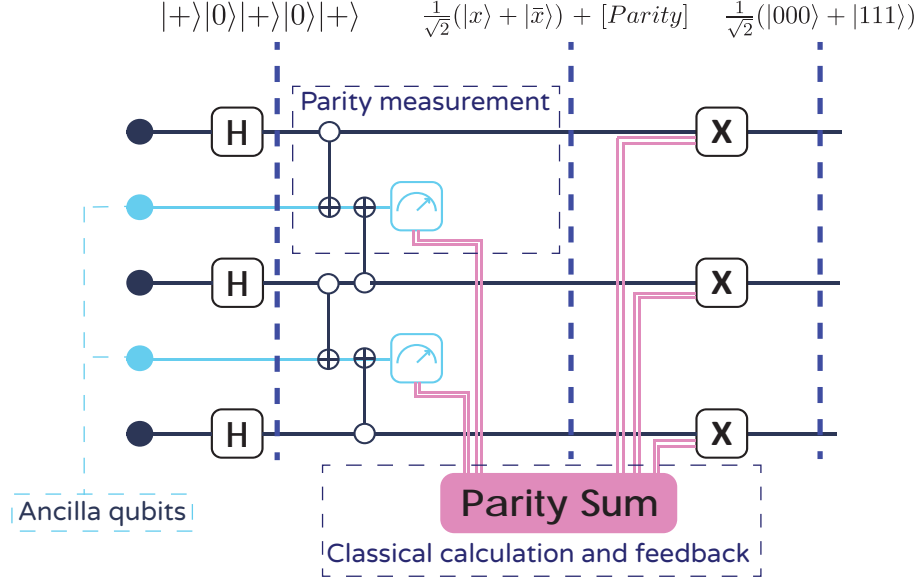 |+⟩|0⟩|+⟩|0⟩|+⟩
1/√2(|x⟩ + |x̄⟩) + [Parity]
1/√2(|000⟩ + |111⟩)
Parity measurement
H
X
H
X
H
X
Ancilla qubits
Parity Sum
Classical calculation and feedback